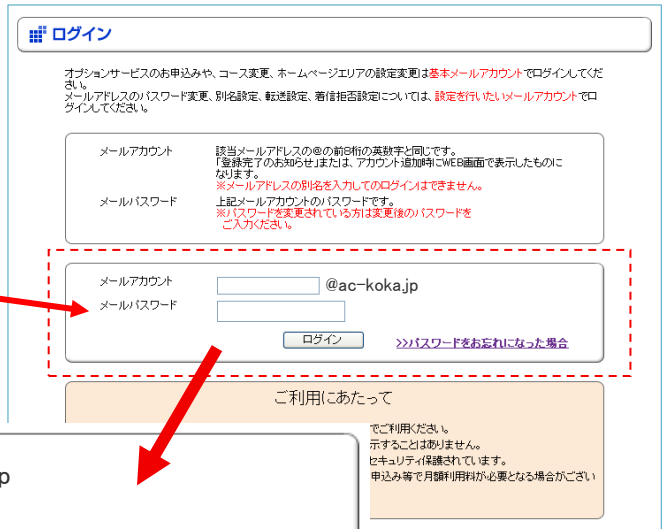 ログイン
オプションサービスのお申込みや、コース変更、ホームページエリアの設定変更は基本メールアカウントでログインしてくだ
さい。
メールアドレスのパスワード変更、別名設定、転送設定、着信拒否設定については、設定を行いたいメールアカウントでロ
グインしてください。
メールアカウント 該当メールアドレスの@の前8桁の英数字と同じです。
「登録完了のお知らせ」または、アカウント追加時にWEB画面で表示したものに
なります。
※メールアドレスの別名を入力してのログインはできません。
メールパスワード 上記メールアカウントのパスワードです。
※パスワードを変更されている方は変更後のパスワードを
ご入力ください。
メールアカウント @ac-koka.jp
メールパスワード
ログイン >>パスワードをお忘れになった場合
ご利用にあたって
でご利用ください。
示することはありません。
セキュリティ保護されています。
申込み等で月額利用料が必要となる場合がござい
p